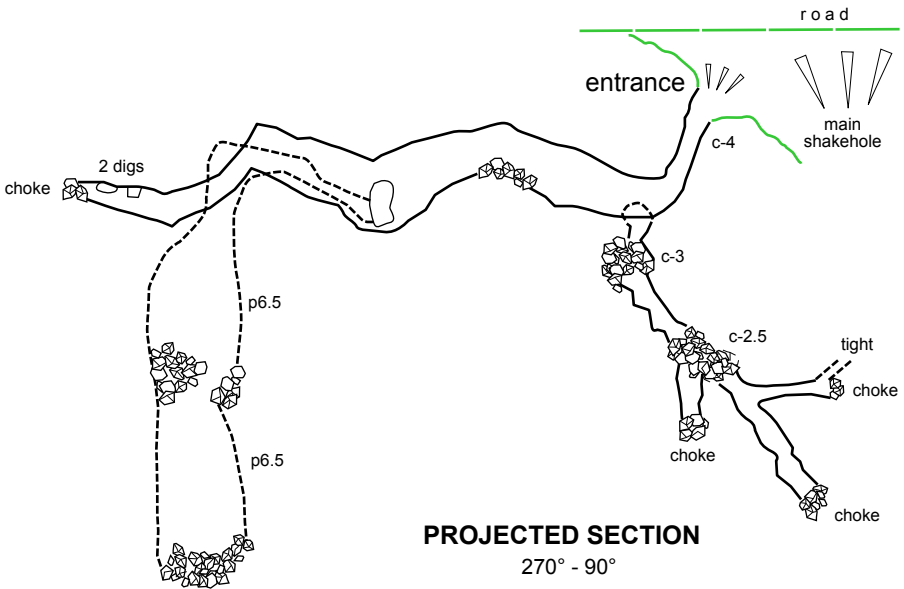 road
entrance
main
shakehole
c-4
2 digs
choke
c-3
p6.5
c-2.5
tight
choke
choke
p6.5
choke
PROJECTED SECTION
270° - 90°